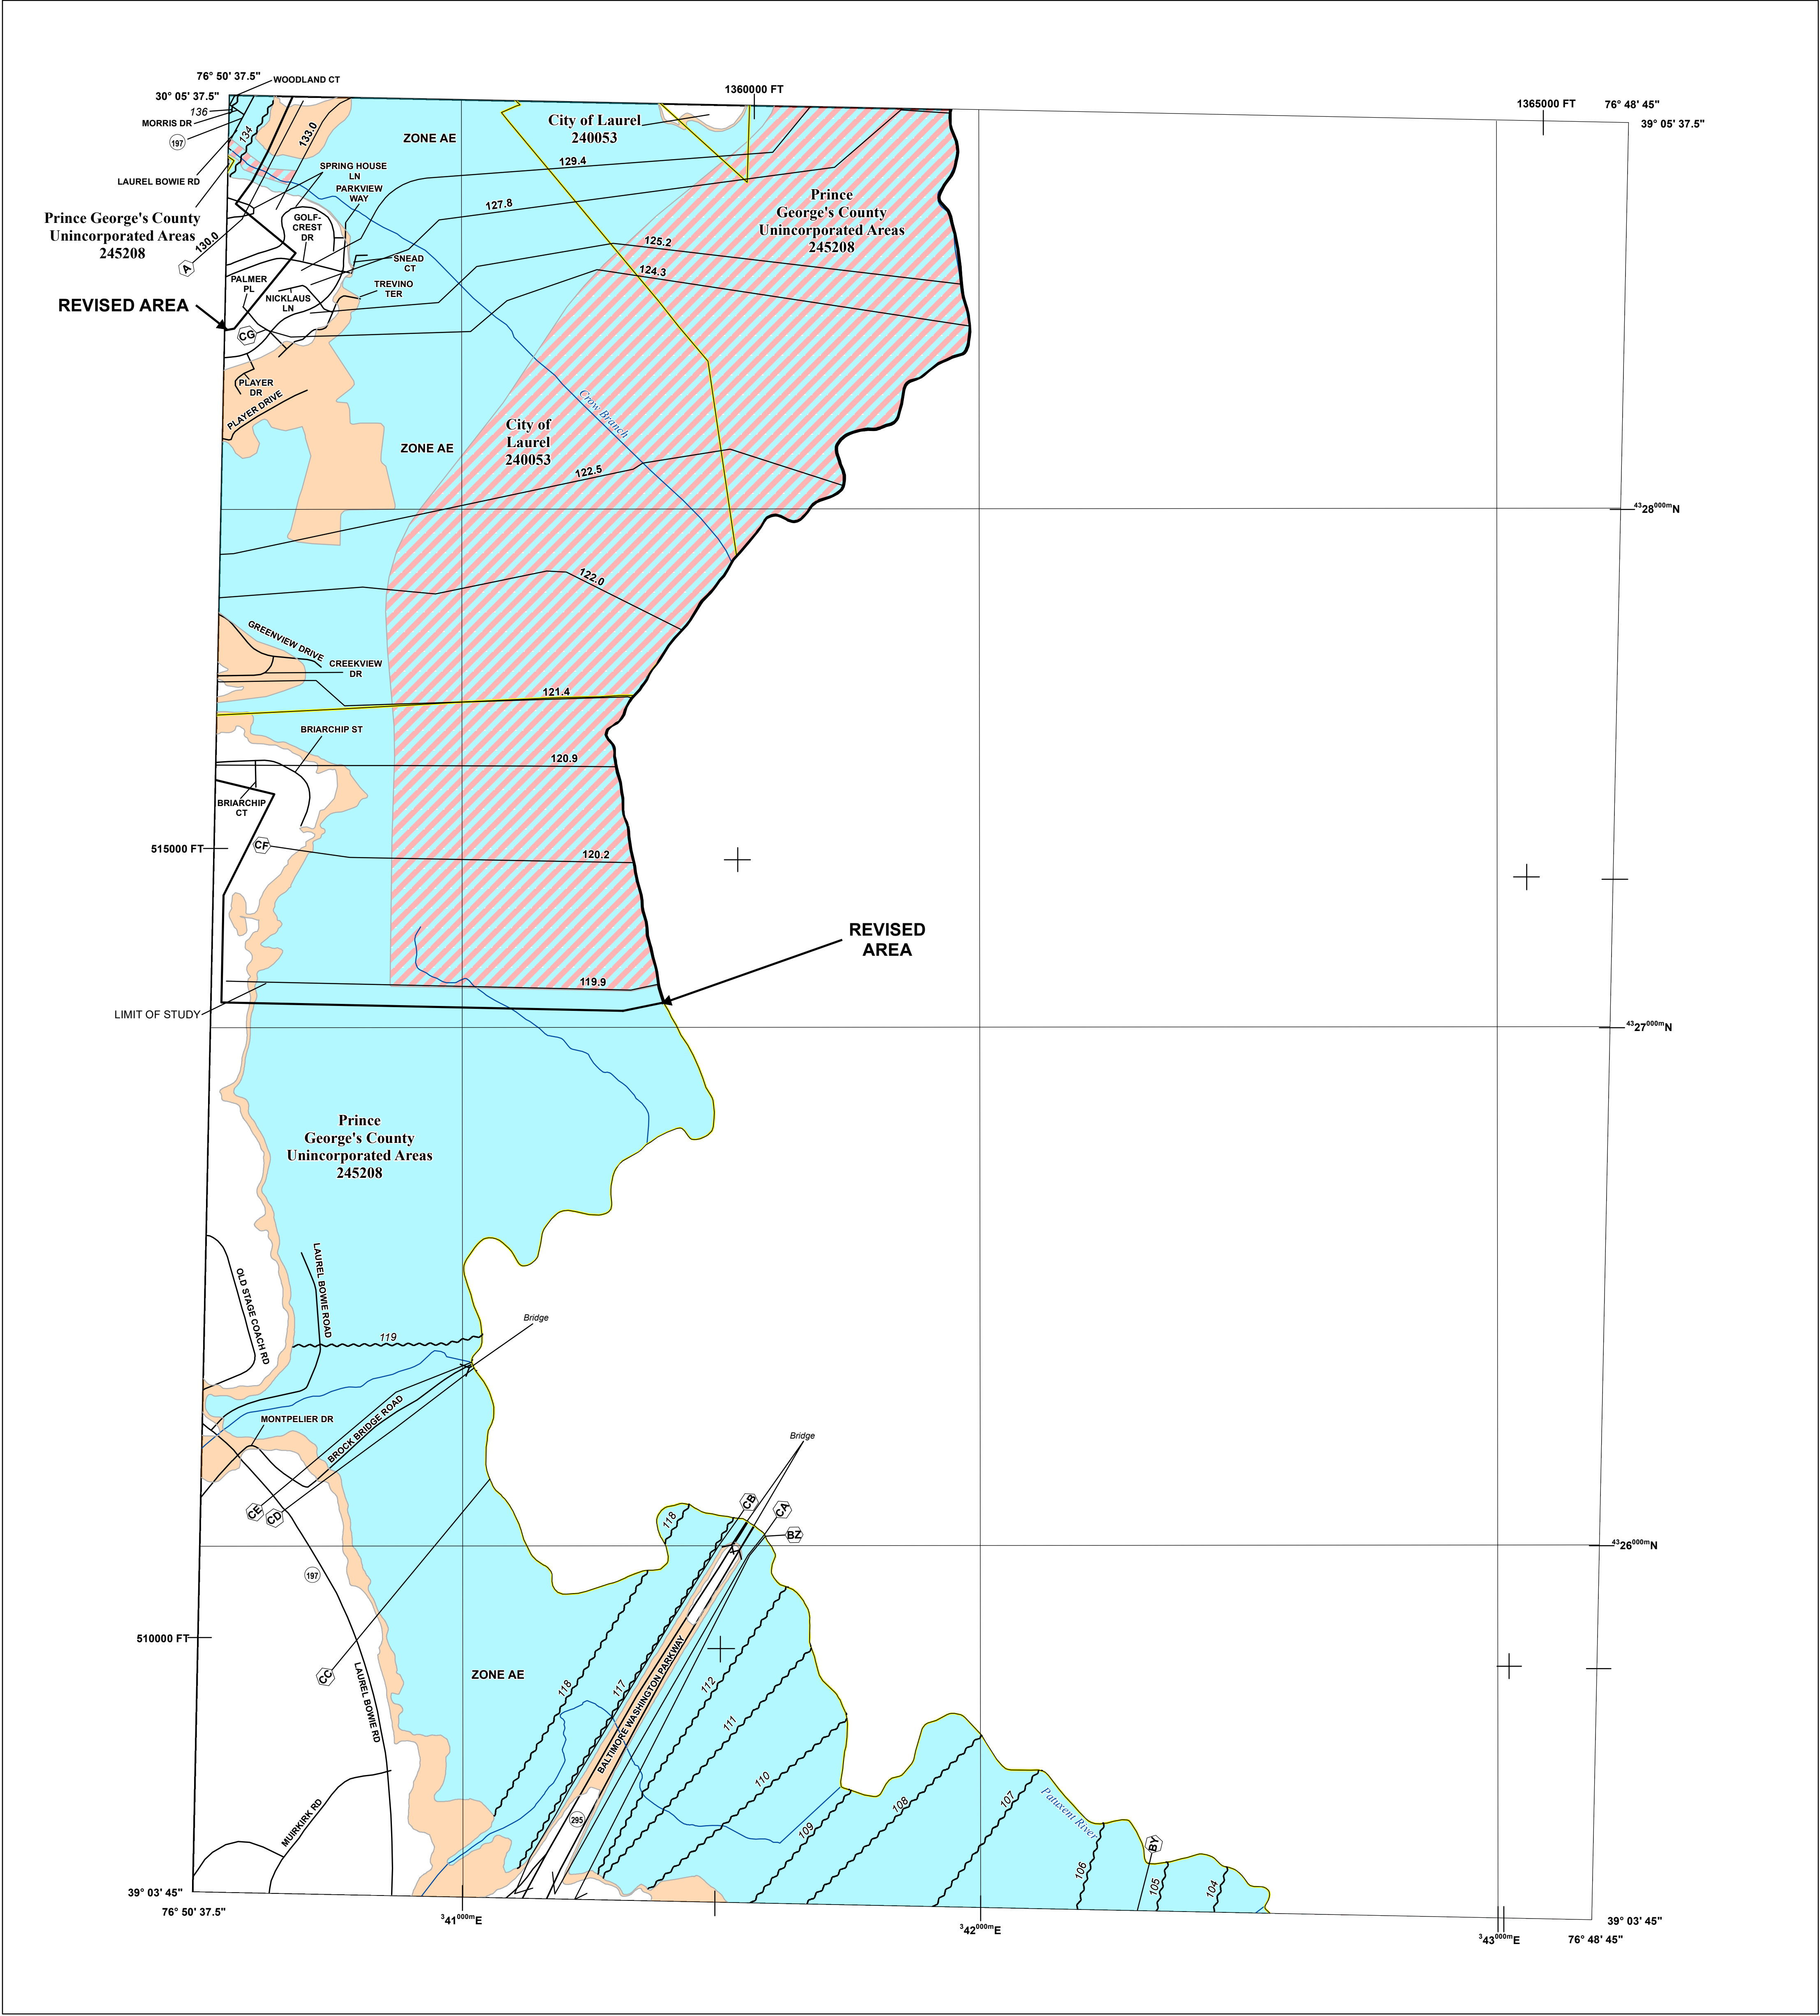 76° 50' 37.5"
WOODLAND CT
30° 05' 37.5"
136
MORRIS DR
197
134
133.0
LAUREL BOWIE RD
ZONE AE
City of Laurel
240053
1360000 FT
1365000 FT
76° 48' 45"
39° 05' 37.5"
129.4
SPRING HOUSE
LN
PARKVIEW
WAY
127.8
Prince
George's County
Unincorporated Areas
245208
Prince George's County
Unincorporated Areas
245208
130.0
A
GOLF-
CREST
DR
125.2
124.3
SNEAD
CT
TREVINO
TER
PALMER
PL
NICKLAUS
LN
REVISED AREA
CG
PLAYER
DR
PLAYER DRIVE
Crow Branch
City of
Laurel
240053
ZONE AE
122.5
4328000mN
122.0
GREENVIEW DRIVE
CREEKVIEW
DR
121.4
BRIARCHIP ST
120.9
BRIARCHIP
CT
515000 FT
CF
120.2
REVISED
AREA
119.9
LIMIT OF STUDY
4327000mN
Prince
George's County
Unincorporated Areas
245208
OLD STAGE COACH RD
LAUREL BOWIE ROAD
119
Bridge
MONTPELIER DR
BROCK BRIDGE ROAD
Bridge
CE
CD
118
CB
CA
BZ
4326000mN
197
510000 FT
CC
LAUREL BOWIE RD
ZONE AE
118
117
BALTIMORE WASHINGTON PARKWAY
112
111
110
109
108
107
Patuxent River
106
BY
105
104
MUIRKIRK RD
295
39° 03' 45"
76° 50' 37.5"
341000mE
342000mE
343000mE
39° 03' 45"
76° 48' 45"